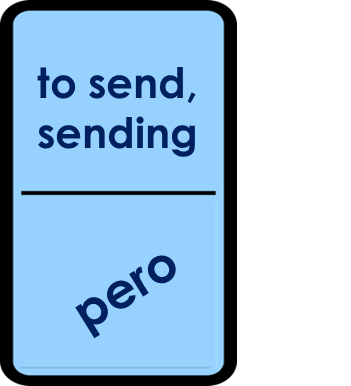 to send,
sending
pero